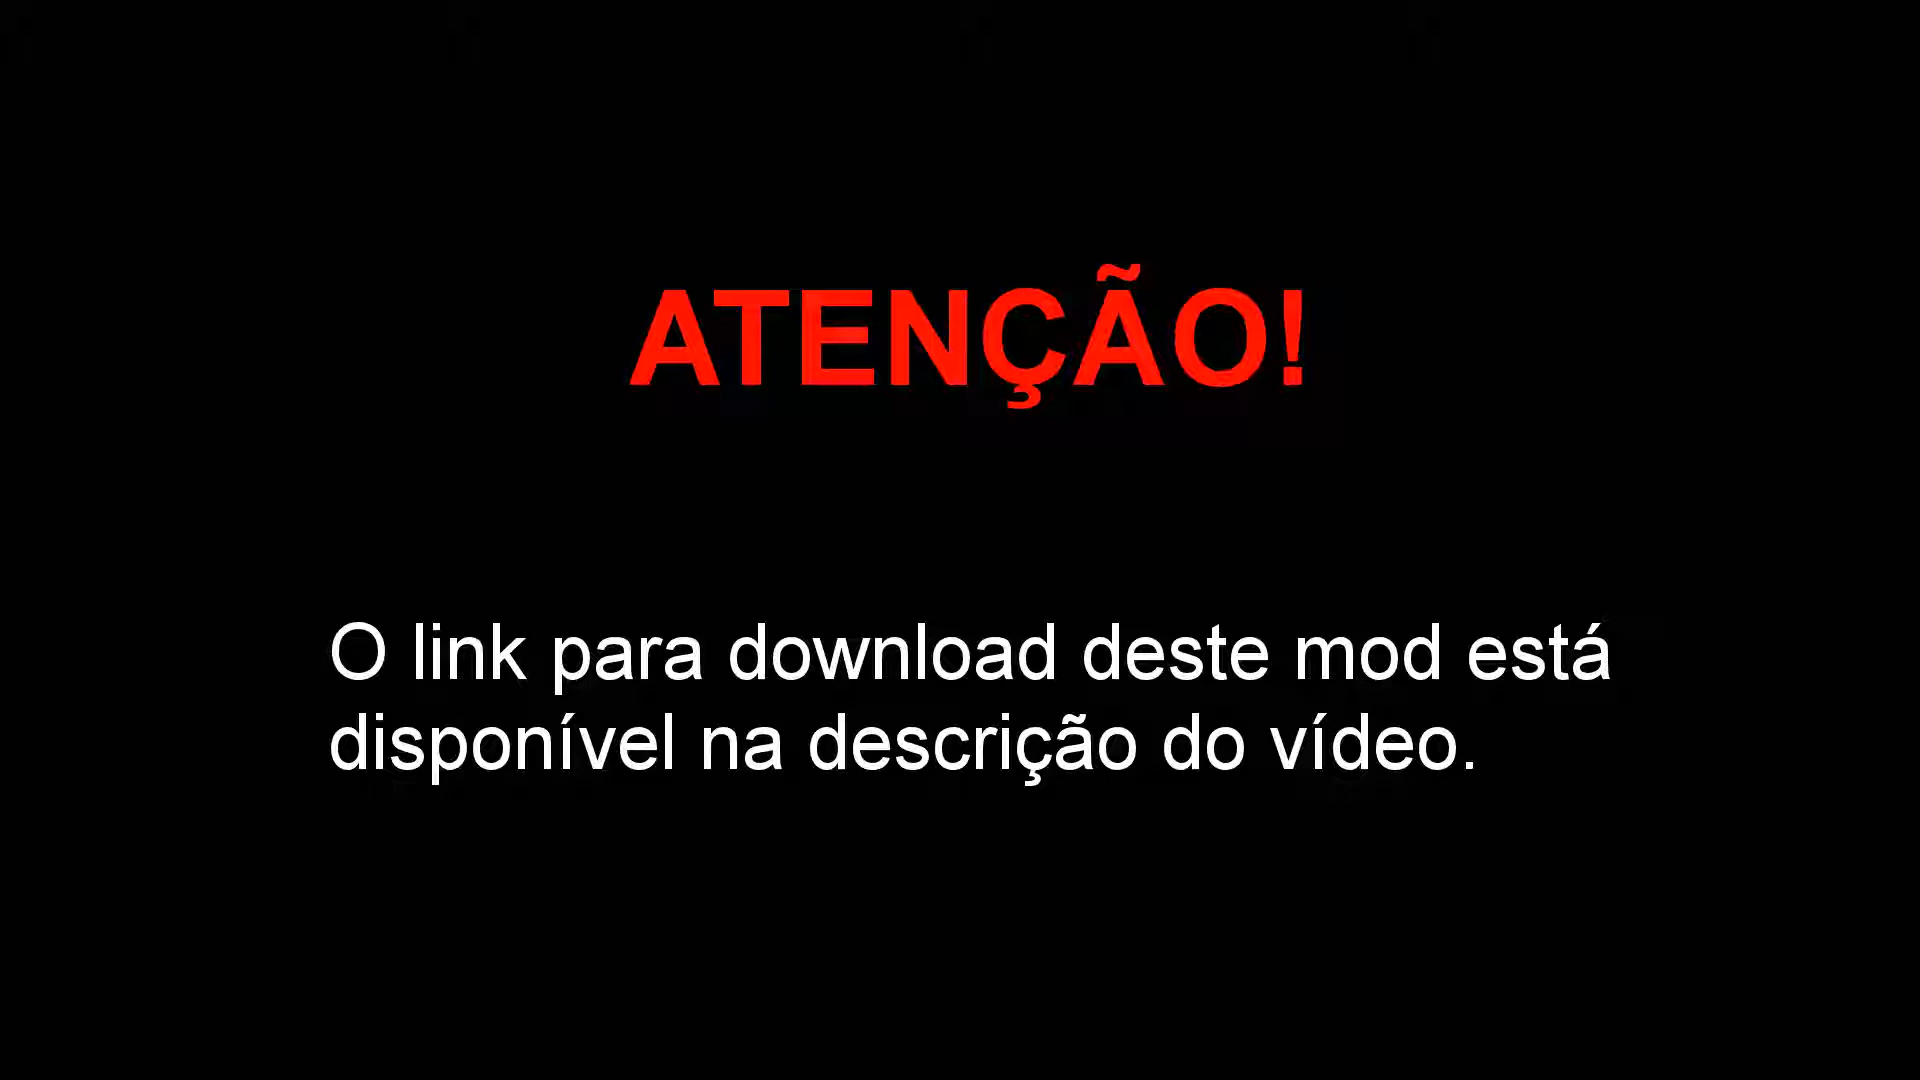 ATENÇÃO!
O link para download deste mod está
disponível na descrição do vídeo.